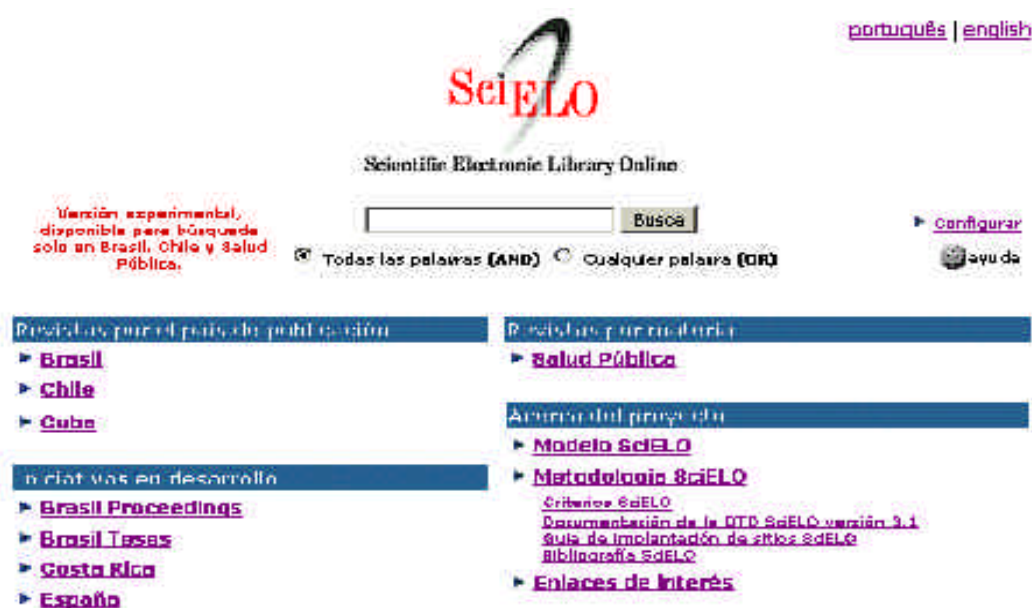 português | english
SciELO
Scientific Electronic Library Online
Versión experimental,
disponible para búsqueda
solo en Brasil, Chile y Salud
Pública.
Busca
Configurar
Todas las palavras (AND) Cualquier palavra (OR)
ayuda
Revistas por el país de publicación
Brasil
Chile
Cuba
Iniciativas en desarrollo
Brasil Proceedings
Brasil Teses
Costa Rica
España
Revistas por materia
Salud Pública
Acerca del proyecto
Modelo SciELO
Metodologia SciELO
Criterios SciELO
Documentación de la DTD SciELO versión 3.1
Guia de implantación de sitios SciELO
Bibliografía SciELO
Enlaces de Interés